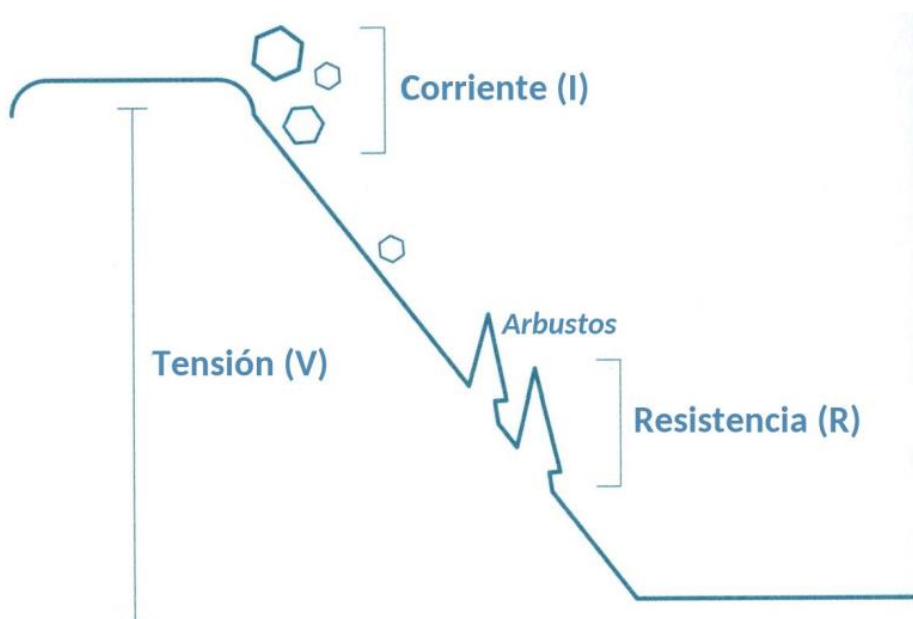 Corriente (I)
Arbustos
Tensión (V)
Resistencia (R)